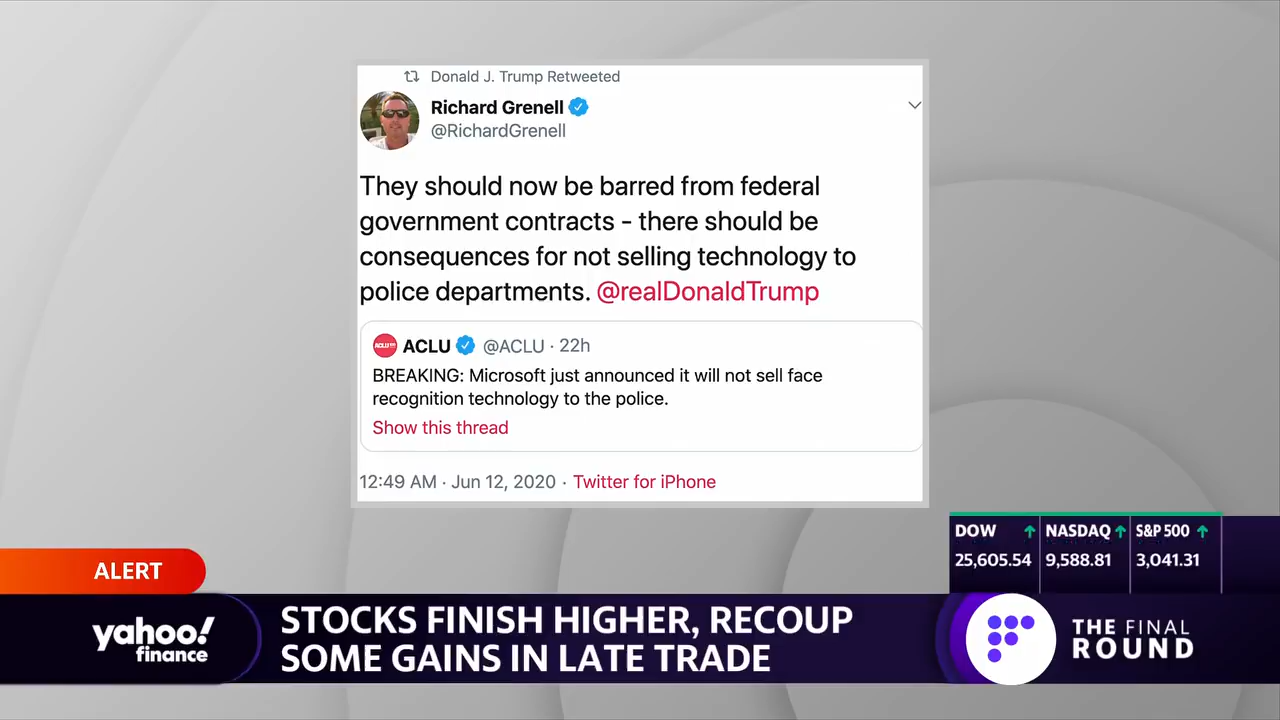 Donald J. Trump Retweeted
Richard Grenell
@RichardGrenell
They should now be barred from federal
government contracts - there should be
consequences for not selling technology to
police departments. @realDonaldTrump
ACLU @ACLU · 22h
BREAKING: Microsoft just announced it will not sell face
recognition technology to the police.
Show this thread
12:49 AM · Jun 12, 2020 · Twitter for iPhone
DOW NASDAQ S&P 500
25,605.54 9,588.81 3,041.31
ALERT
yahoo!
finance
STOCKS FINISH HIGHER, RECOUP
SOME GAINS IN LATE TRADE
THE FINAL
ROUND